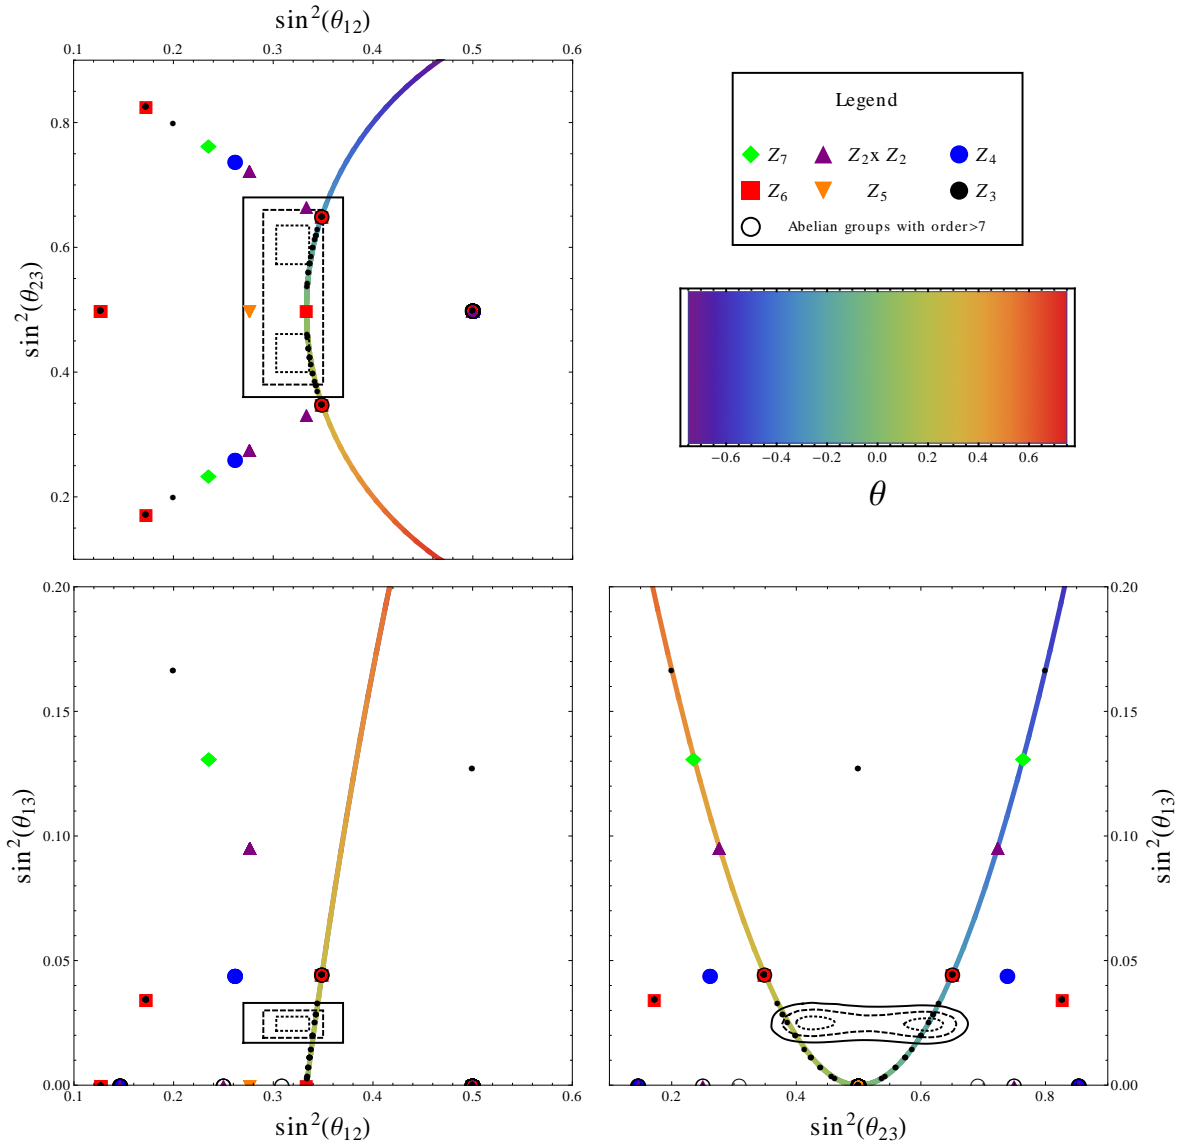 sin²(θ₁₂)
0.1 0.2 0.3 0.4 0.5 0.6
sin²(θ₂₃)
0.8
0.6
0.4
0.2
Legend
Z₇ Z₂x Z₂ Z₄
Z₆ Z₅ Z₃
Abelian groups with order>7
−0.6 −0.4 −0.2 0.0 0.2 0.4 0.6
θ
sin²(θ₁₃)
0.20
0.15
0.10
0.05
0.00
0.1 0.2 0.3 0.4 0.5 0.6
sin²(θ₁₂)
0.20
0.15
0.10
0.05
0.00
sin²(θ₁₃)
0.2 0.4 0.6 0.8
sin²(θ₂₃)